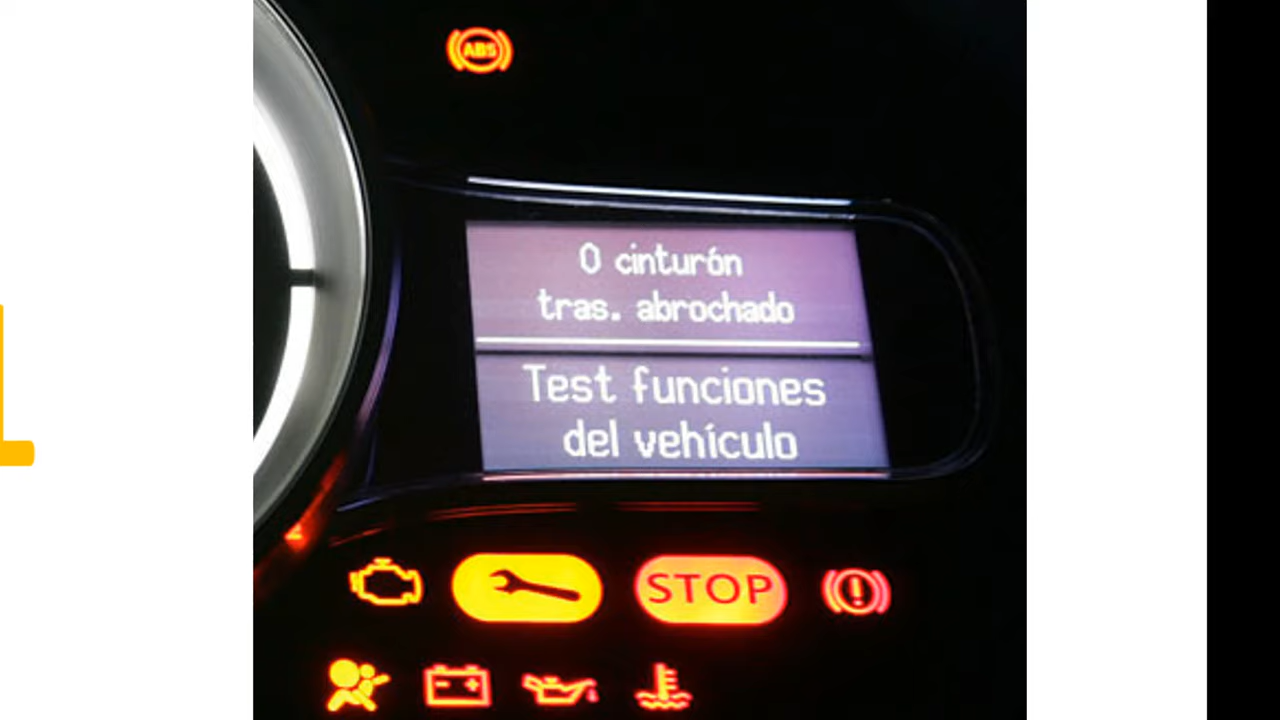 ABS
0 cinturón
tras. abrochado
Test funciones
del vehículo
STOP